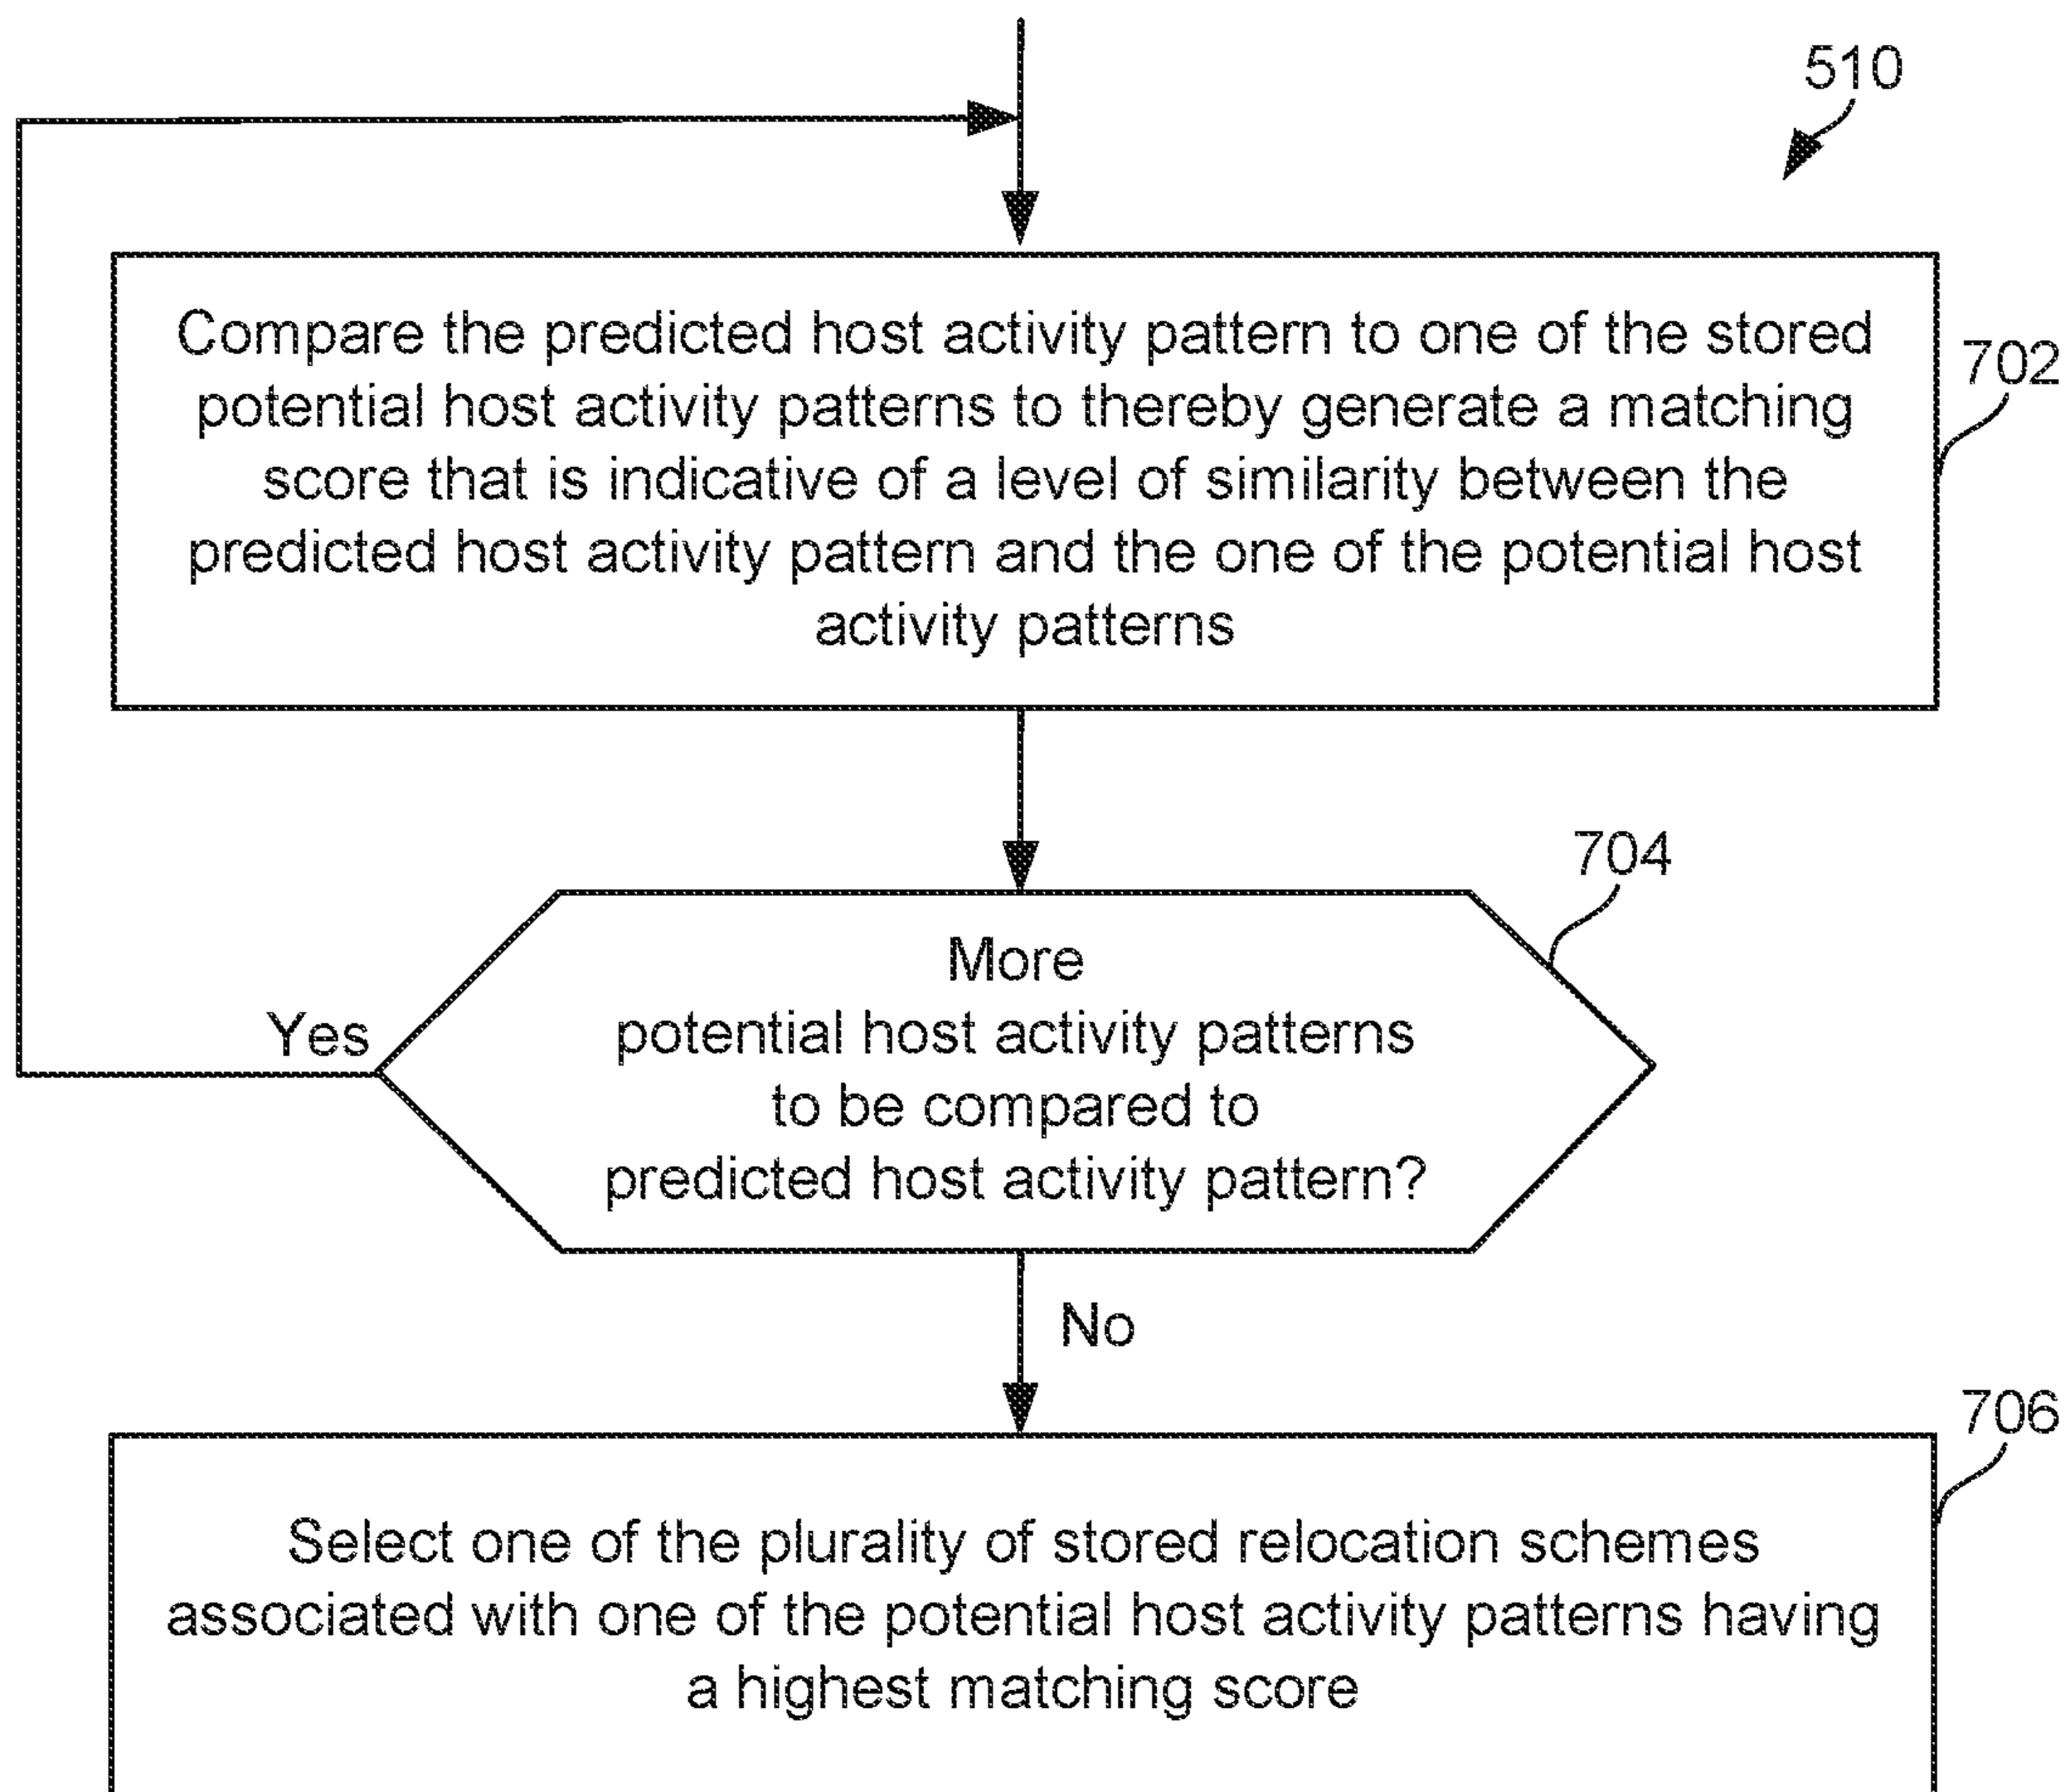 510
Compare the predicted host activity pattern to one of the stored
potential host activity patterns to thereby generate a matching
score that is indicative of a level of similarity between the
predicted host activity pattern and the one of the potential host
activity patterns
702
704
More
potential host activity patterns
to be compared to
predicted host activity pattern?
Yes
No
706
Select one of the plurality of stored relocation schemes
associated with one of the potential host activity patterns having
a highest matching score